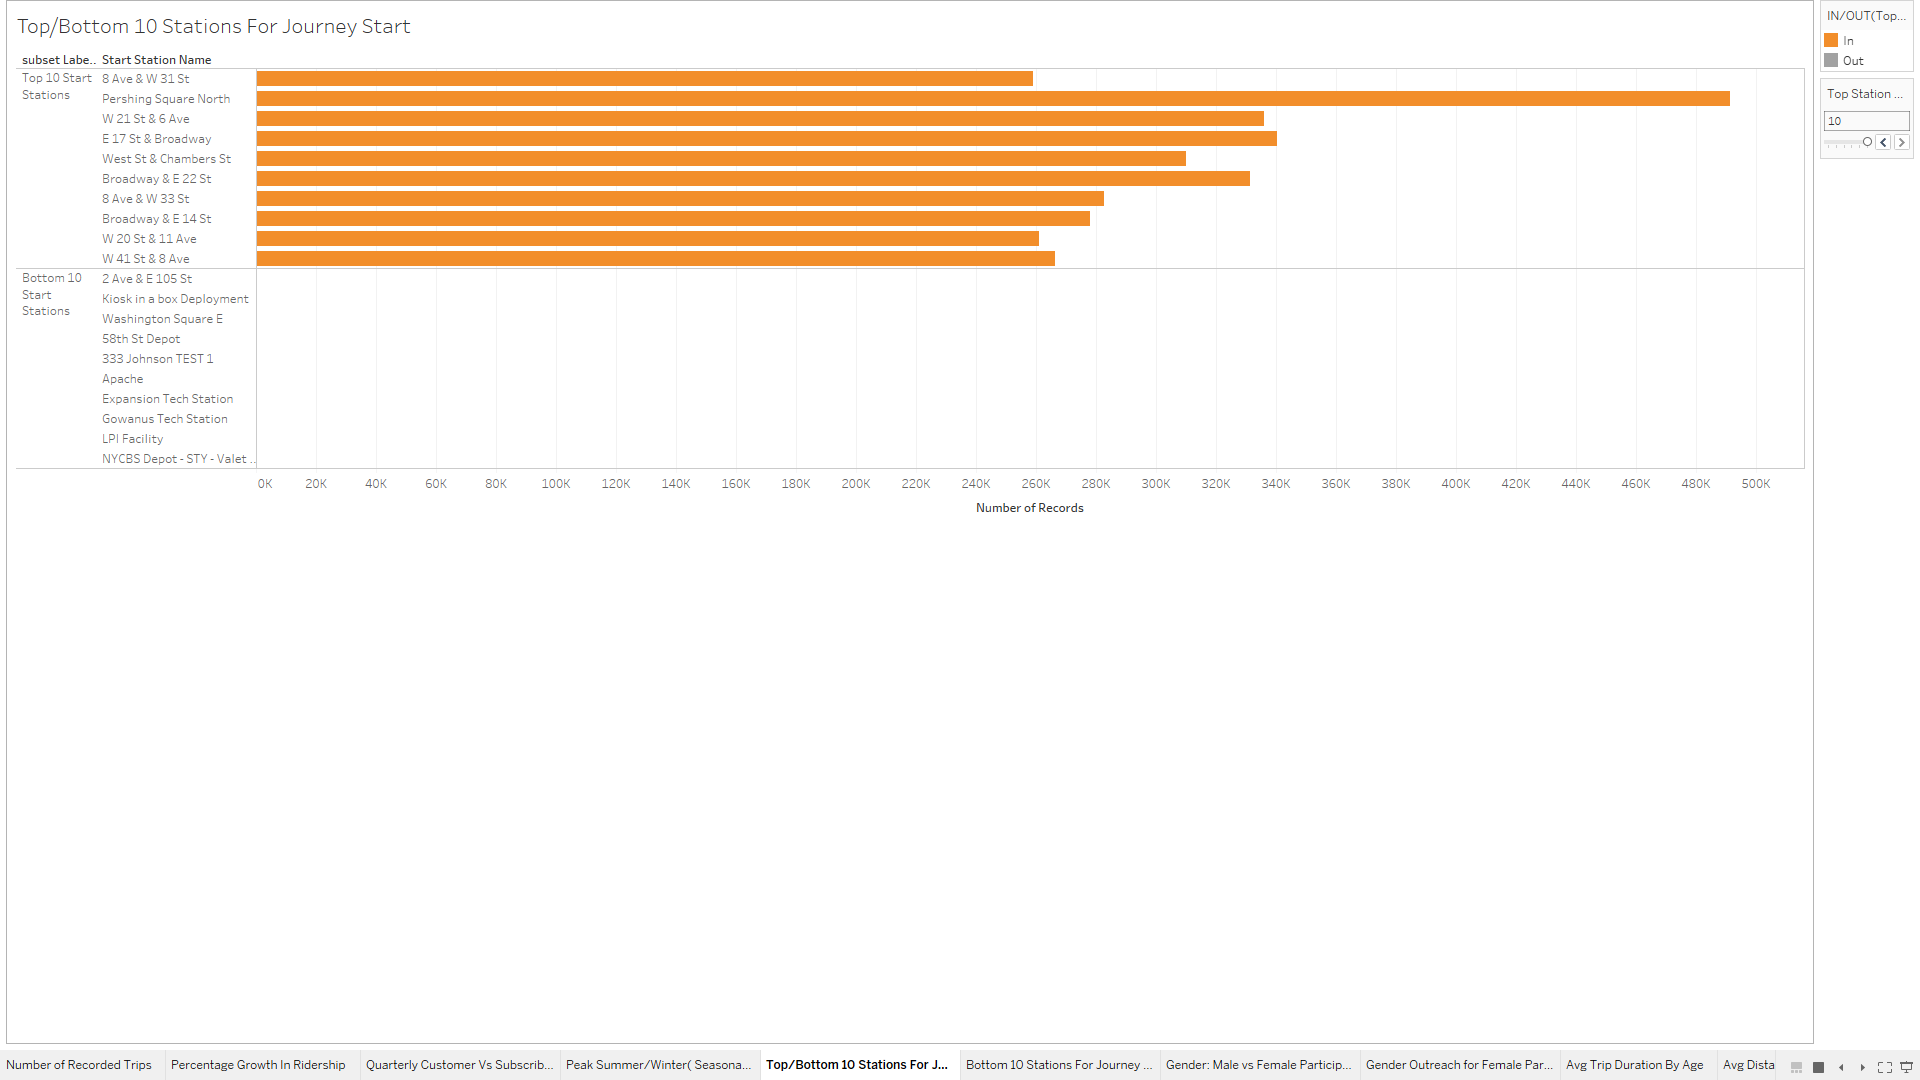 Top/Bottom 10 Stations For Journey Start
subset Labe.. Start Station Name
Top 10 Start Stations
8 Ave & W 31 St
Pershing Square North
W 21 St & 6 Ave
E 17 St & Broadway
West St & Chambers St
Broadway & E 22 St
8 Ave & W 33 St
Broadway & E 14 St
W 20 St & 11 Ave
W 41 St & 8 Ave
Bottom 10 Start Stations
2 Ave & E 105 St
Kiosk in a box Deployment
Washington Square E
58th St Depot
333 Johnson TEST 1
Apache
Expansion Tech Station
Gowanus Tech Station
LPI Facility
NYCBS Depot - STY - Valet ..
0K 20K 40K 60K 80K 100K 120K 140K 160K 180K 200K 220K 240K 260K 280K 300K 320K 340K 360K 380K 400K 420K 440K 460K 480K 500K
Number of Records
IN/OUT(Top...
In
Out
Top Station ...
10
Number of Recorded Trips
Percentage Growth In Ridership
Quarterly Customer Vs Subscrib...
Peak Summer/Winter( Seasona...
Top/Bottom 10 Stations For J...
Bottom 10 Stations For Journey ...
Gender: Male vs Female Particip...
Gender Outreach for Female Par...
Avg Trip Duration By Age
Avg Dista